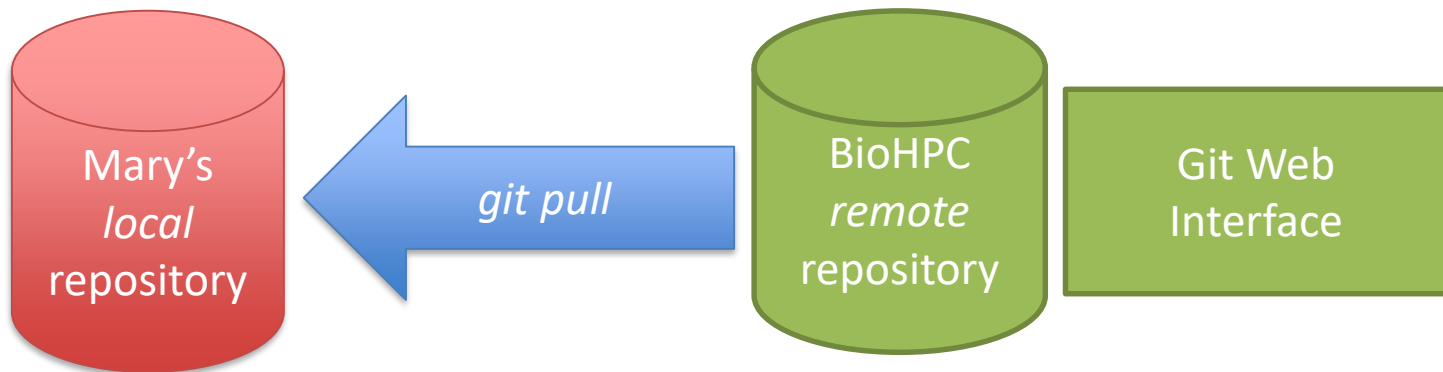 Mary’s
local
repository
git pull
BioHPC
remote
repository
Git Web
Interface